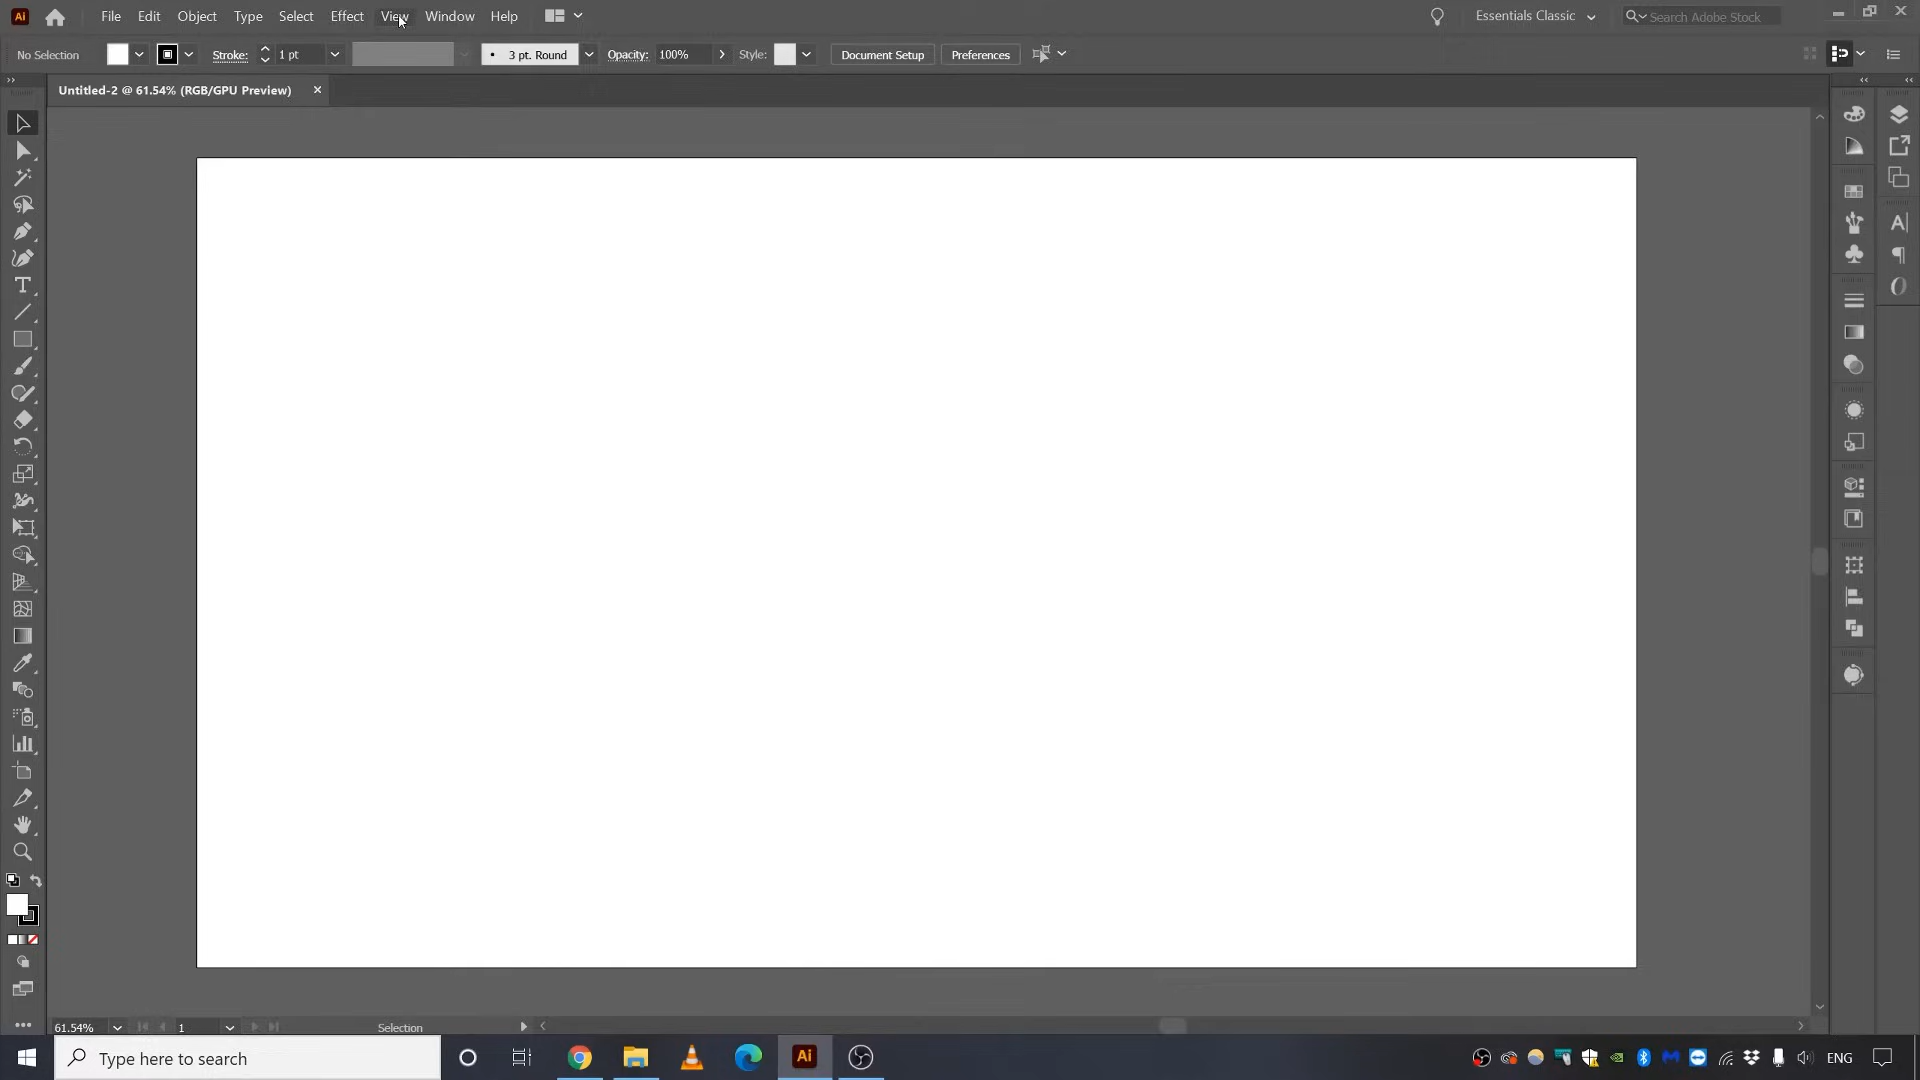 Ai File Edit Object Type Select Effect View Window Help Essentials Classic Search Adobe Stock
No Selection Stroke: 1 pt 3 pt. Round Opacity: 100% Style: Document Setup Preferences
Untitled-2 @ 61.54% (RGB/GPU Preview)
61.54% 1 Selection
Type here to search Ai ENG